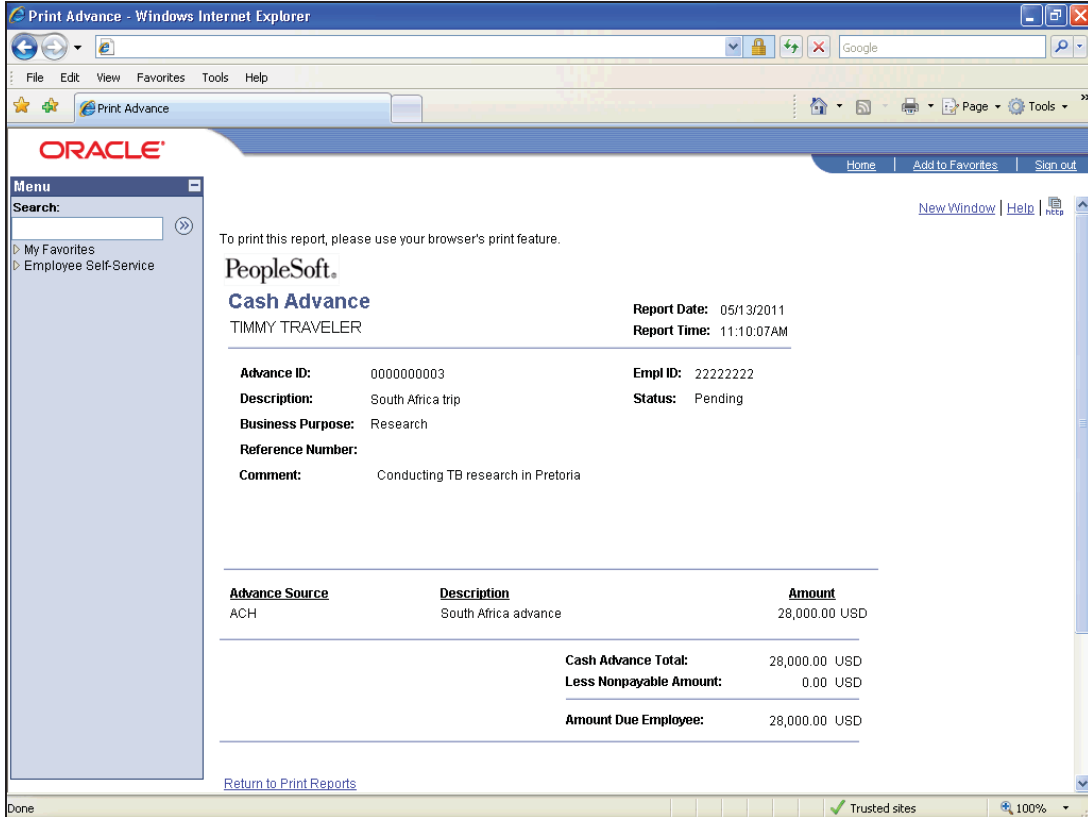 Print Advance - Windows Internet Explorer
Google
File Edit View Favorites Tools Help
Print Advance
Page Tools »
ORACLE®
Home | Add to Favorites | Sign out
Menu
Search:
My Favorites
Employee Self-Service
New Window | Help | http
To print this report, please use your browser's print feature.
PeopleSoft®
Cash Advance
TIMMY TRAVELER
Report Date: 05/13/2011
Report Time: 11:10:07AM
Advance ID: 0000000003 Empl ID: 22222222
Description: South Africa trip Status: Pending
Business Purpose: Research
Reference Number:
Comment: Conducting TB research in Pretoria
Advance Source Description Amount
ACH South Africa advance 28,000.00 USD
Cash Advance Total: 28,000.00 USD
Less Nonpayable Amount: 0.00 USD
Amount Due Employee: 28,000.00 USD
Return to Print Reports
Done Trusted sites 100%